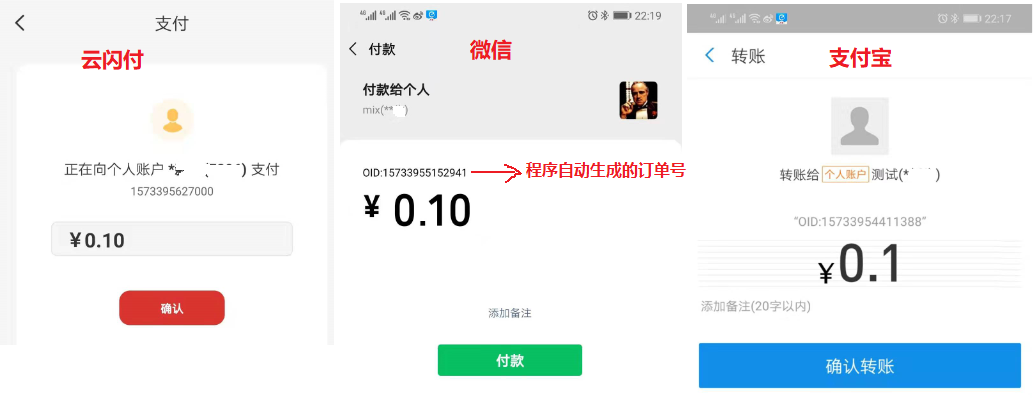 支付
云闪付
正在向个人账户 *
支付
1573395627000
￥0.10
确认
22:19
付款
微信
付款给个人
mix(**
OID:15733955152941
程序自动生成的订单号
￥ 0.10
添加备注
付款
22:17
转账
支付宝
转账给 个人账户 测试(*
)
“OID:15733954411388”
￥0.1
添加备注(20字以内)
确认转账